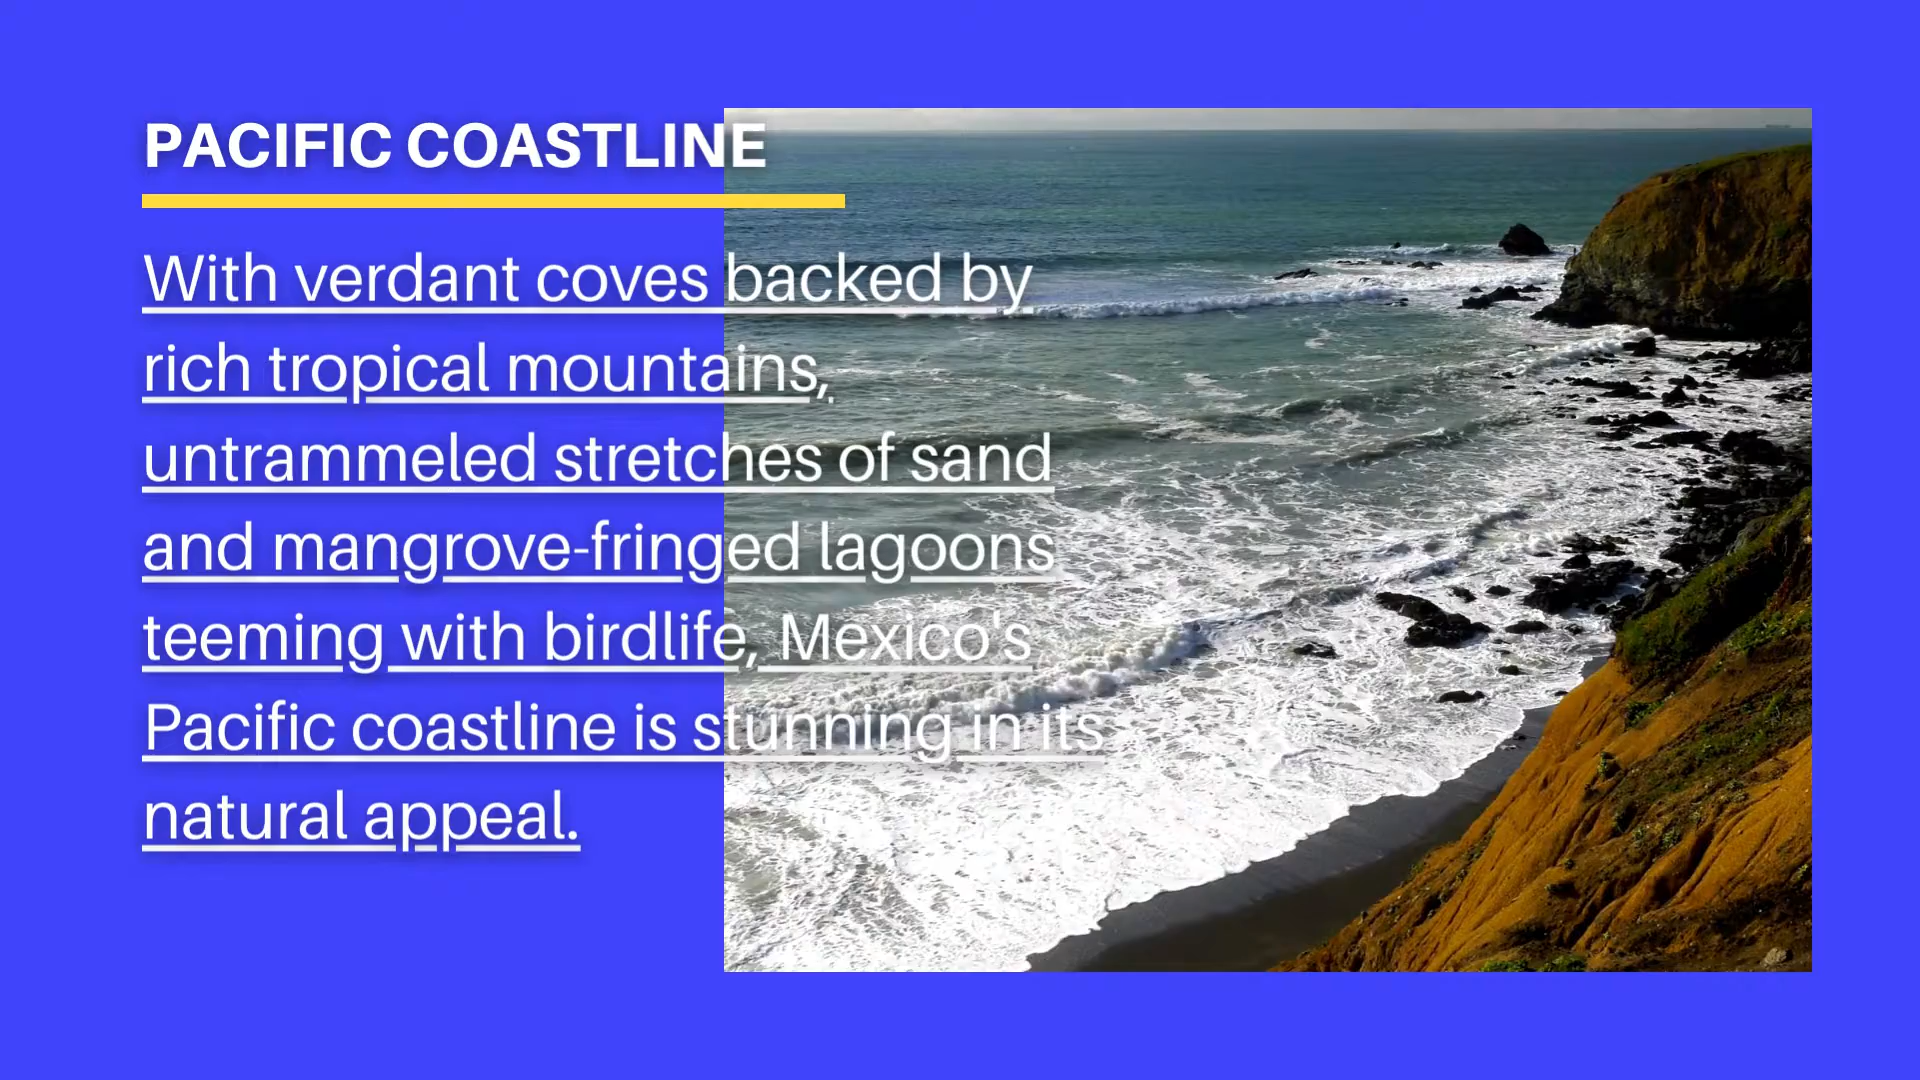 PACIFIC COASTLINE
With verdant coves backed by
rich tropical mountains,
untrammeled stretches of sand
and mangrove-fringed lagoons
teeming with birdlife, Mexico's
Pacific coastline is stunning in its
natural appeal.